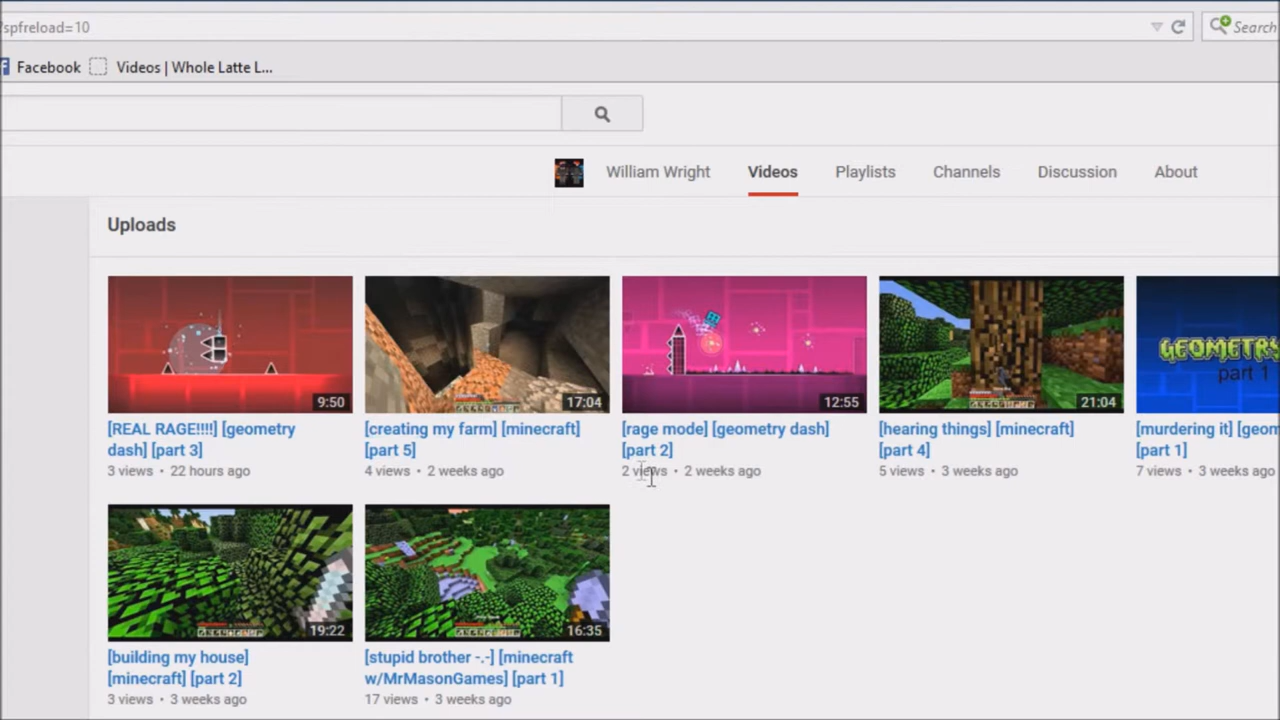 ?spfreload=10
Search
Facebook
Videos | Whole Latte L...
William Wright
Videos
Playlists
Channels
Discussion
About
Uploads
9:50
17:04
12:55
21:04
GEOMETRY
part 1
[REAL RAGE!!!!] [geometry
dash] [part 3]
3 views • 22 hours ago
[creating my farm] [minecraft]
[part 5]
4 views • 2 weeks ago
[rage mode] [geometry dash]
[part 2]
2 views • 2 weeks ago
[hearing things] [minecraft]
[part 4]
5 views • 3 weeks ago
[murdering it] [geom
[part 1]
7 views • 3 weeks
19:22
16:35
[building my house]
[minecraft] [part 2]
3 views • 3 weeks ago
[stupid brother -.-] [minecraft
w/MrMasonGames] [part 1]
17 views • 3 weeks ago